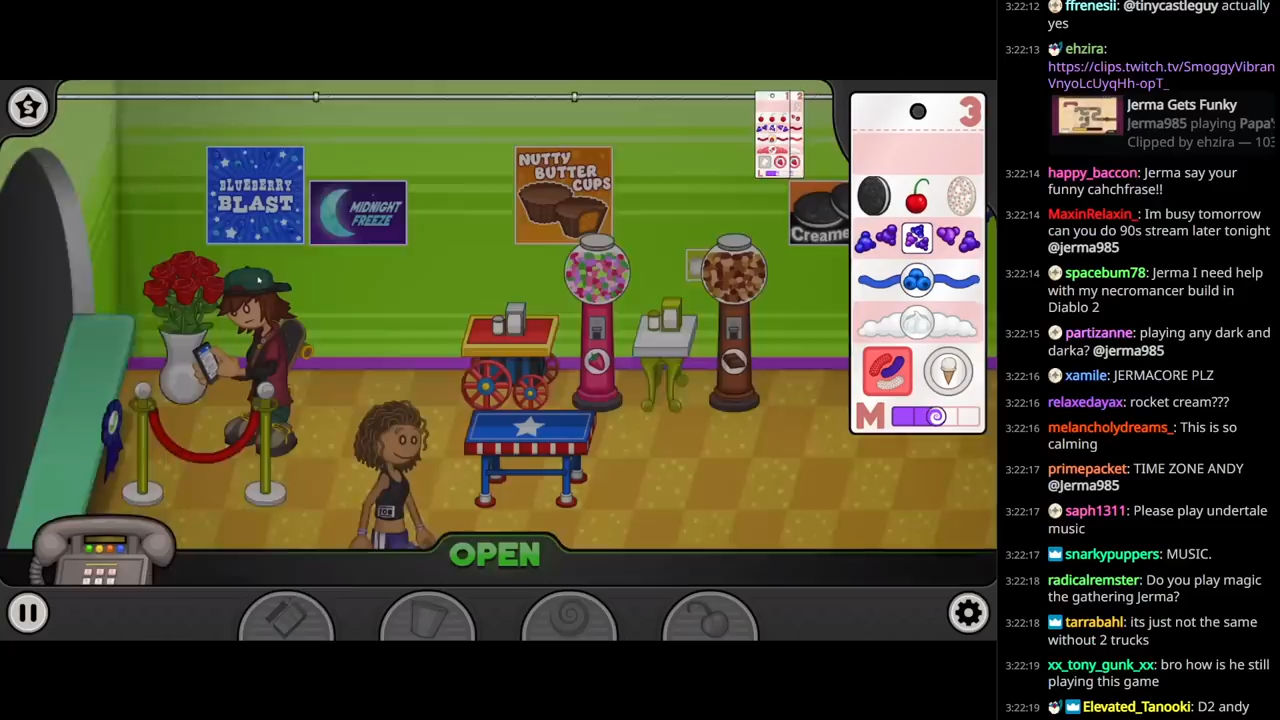 BLUEBERRY
BLAST
MIDNIGHT
FREEZE
NUTTY
BUTTER
CUPS
Creame
1 2
3
M
OPEN
3:22:12 ffrenesii: @tinycastleguy actually
yes
3:22:13 ehzira:
https://clips.twitch.tv/SmoggyVibran
VnyoLcUyqHh-opT_
Jerma Gets Funky
Jerma985 playing Papa's
Clipped by ehzira — 103
3:22:14 happy_baccon: Jerma say your
funny cahchfrase!!
3:22:14 MaxinRelaxin_: Im busy tomorrow
can you do 90s stream later tonight
@jerma985
3:22:14 spacebum78: Jerma I need help
with my necromancer build in
Diablo 2
3:22:15 partizanne: playing any dark and
darka? @jerma985
3:22:16 xamile: JERMACORE PLZ
3:22:16 relaxedayax: rocket cream???
3:22:16 melancholydreams_: This is so
calming
3:22:17 primepacket: TIME ZONE ANDY
@Jerma985
3:22:17 saph1311: Please play undertale
music
3:22:17 snarkypuppers: MUSIC.
3:22:18 radicalremster: Do you play magic
the gathering Jerma?
3:22:18 tarrabahl: its just not the same
without 2 trucks
3:22:19 xx_tony_gunk_xx: bro how is he still
playing this game
3:22:19 Elevated_Tanooki: D2 andy